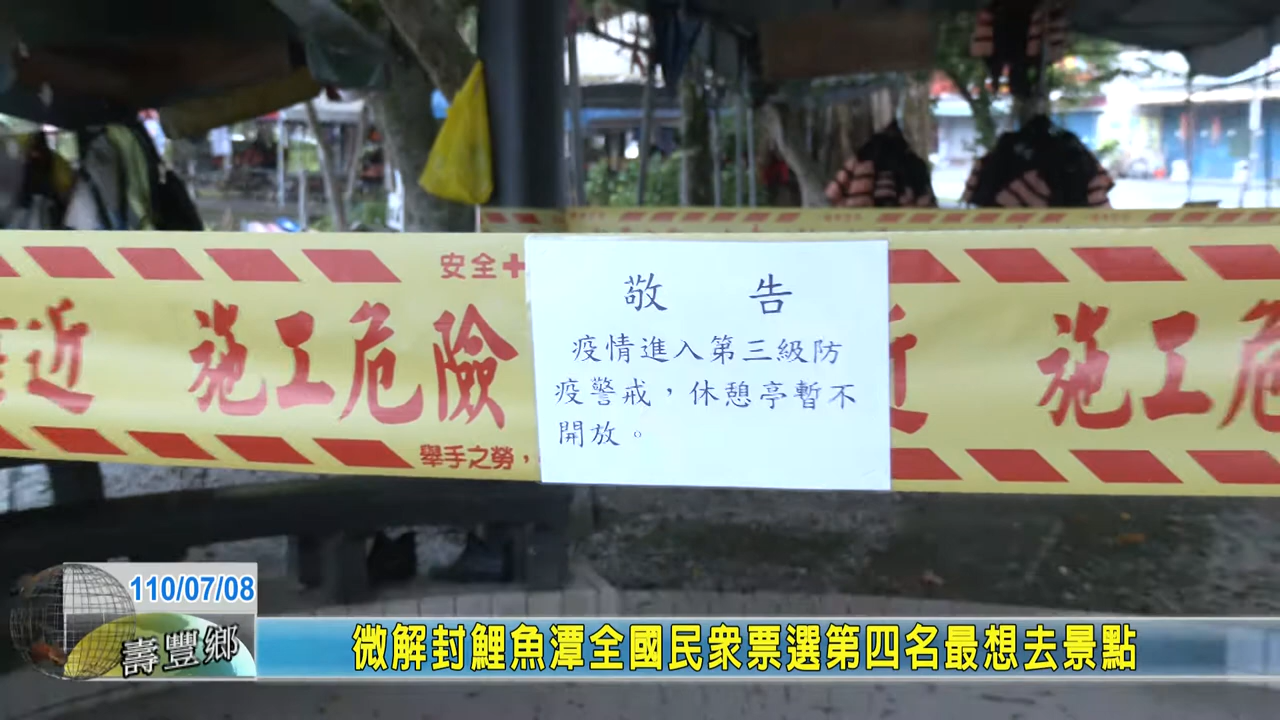 安全
近 施工危險
舉手之勞，
敬 告
疫情進入第三級防
疫警戒，休憩亭暫不
開放。
近 施工危
110/07/08
壽豐鄉
微解封鯉魚潭全國民衆票選第四名最想去景點